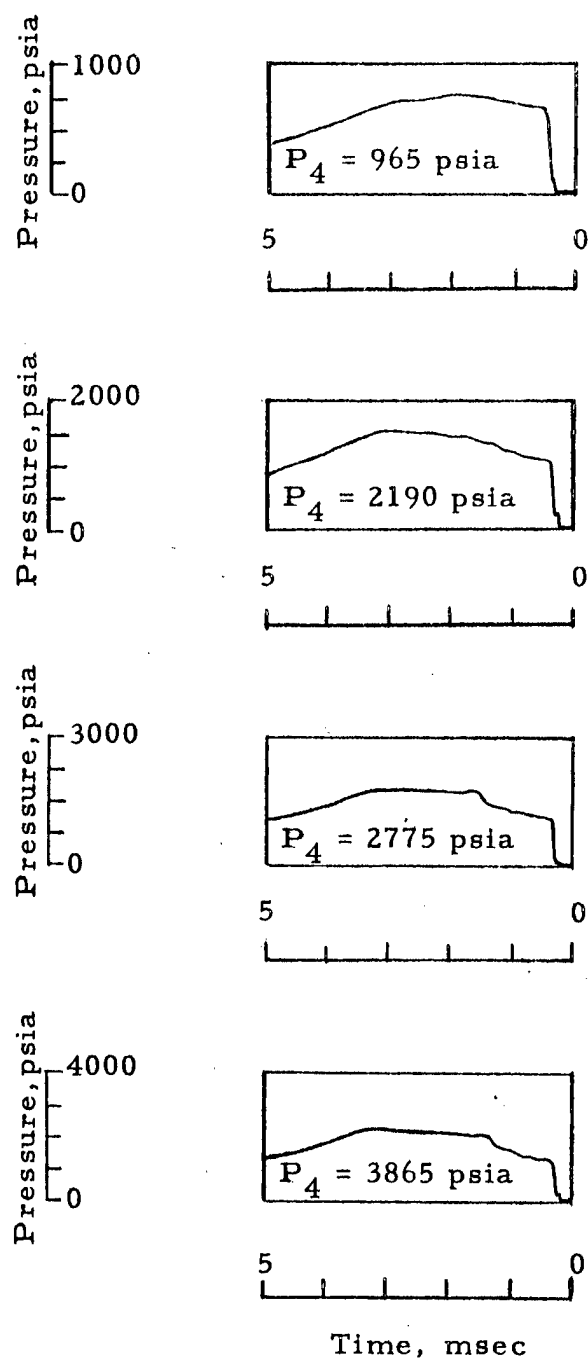 Pressure, psia
1000
0
P4 = 965 psia
5 0
Pressure, psia
2000
0
P4 = 2190 psia
5 0
Pressure, psia
3000
0
P4 = 2775 psia
5 0
Pressure, psia
4000
0
P4 = 3865 psia
5 0
Time, msec